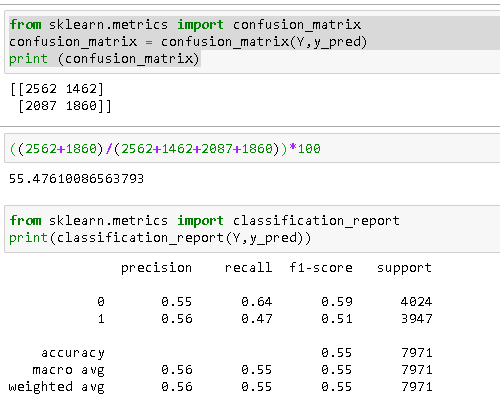 from sklearn.metrics import confusion_matrix
confusion_matrix = confusion_matrix(Y,y_pred)
print (confusion_matrix)
[[2562 1462]
 [2087 1860]]
((2562+1860)/(2562+1462+2087+1860))*100
55.47610086563793
from sklearn.metrics import classification_report
print(classification_report(Y,y_pred))
              precision    recall  f1-score   support
           0       0.55      0.64      0.59      4024
           1       0.56      0.47      0.51      3947
    accuracy                           0.55      7971
   macro avg       0.56      0.55      0.55      7971
weighted avg       0.56      0.55      0.55      7971